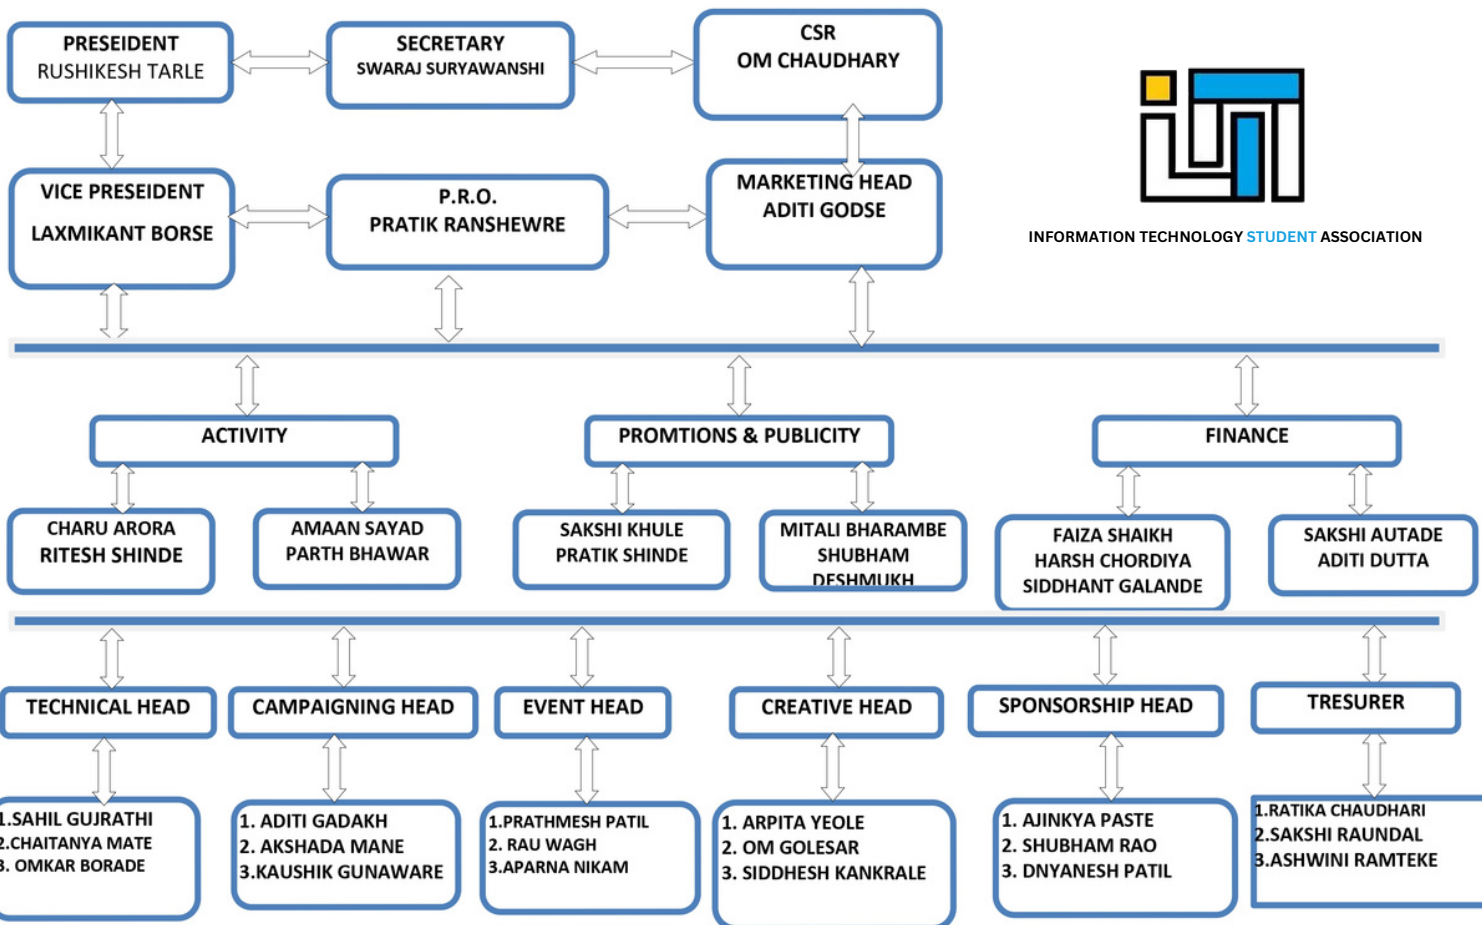 PRESEIDENT
RUSHIKESH TARLE
SECRETARY
SWARAJ SURYAWANSHI
CSR
OM CHAUDHARY
VICE PRESEIDENT
LAXMIKANT BORSE
P.R.O.
PRATIK RANSHEWRE
MARKETING HEAD
ADITI GODSE
INFORMATION TECHNOLOGY STUDENT ASSOCIATION
ACTIVITY
PROMTIONS & PUBLICITY
FINANCE
CHARU ARORA
RITESH SHINDE
AMAAN SAYAD
PARTH BHAWAR
SAKSHI KHULE
PRATIK SHINDE
MITALI BHARAMBE
SHUBHAM
DESHMUKH
FAIZA SHAIKH
HARSH CHORDIYA
SIDDHANT GALANDE
SAKSHI AUTADE
ADITI DUTTA
TECHNICAL HEAD
CAMPAIGNING HEAD
EVENT HEAD
CREATIVE HEAD
SPONSORSHIP HEAD
TRESURER
1.SAHIL GUJRATHI
2.CHAITANYA MATE
3. OMKAR BORADE
1. ADITI GADAKH
2. AKSHADA MANE
3.KAUSHIK GUNAWARE
1.PRATHMESH PATIL
2. RAU WAGH
3.APARNA NIKAM
1. ARPITA YEOLE
2. OM GOLESAR
3. SIDDHESH KANKRALE
1. AJINKYA PASTE
2. SHUBHAM RAO
3. DNYANESH PATIL
1.RATIKA CHAUDHARI
2.SAKSHI RAUNDAL
3.ASHWINI RAMTEKE